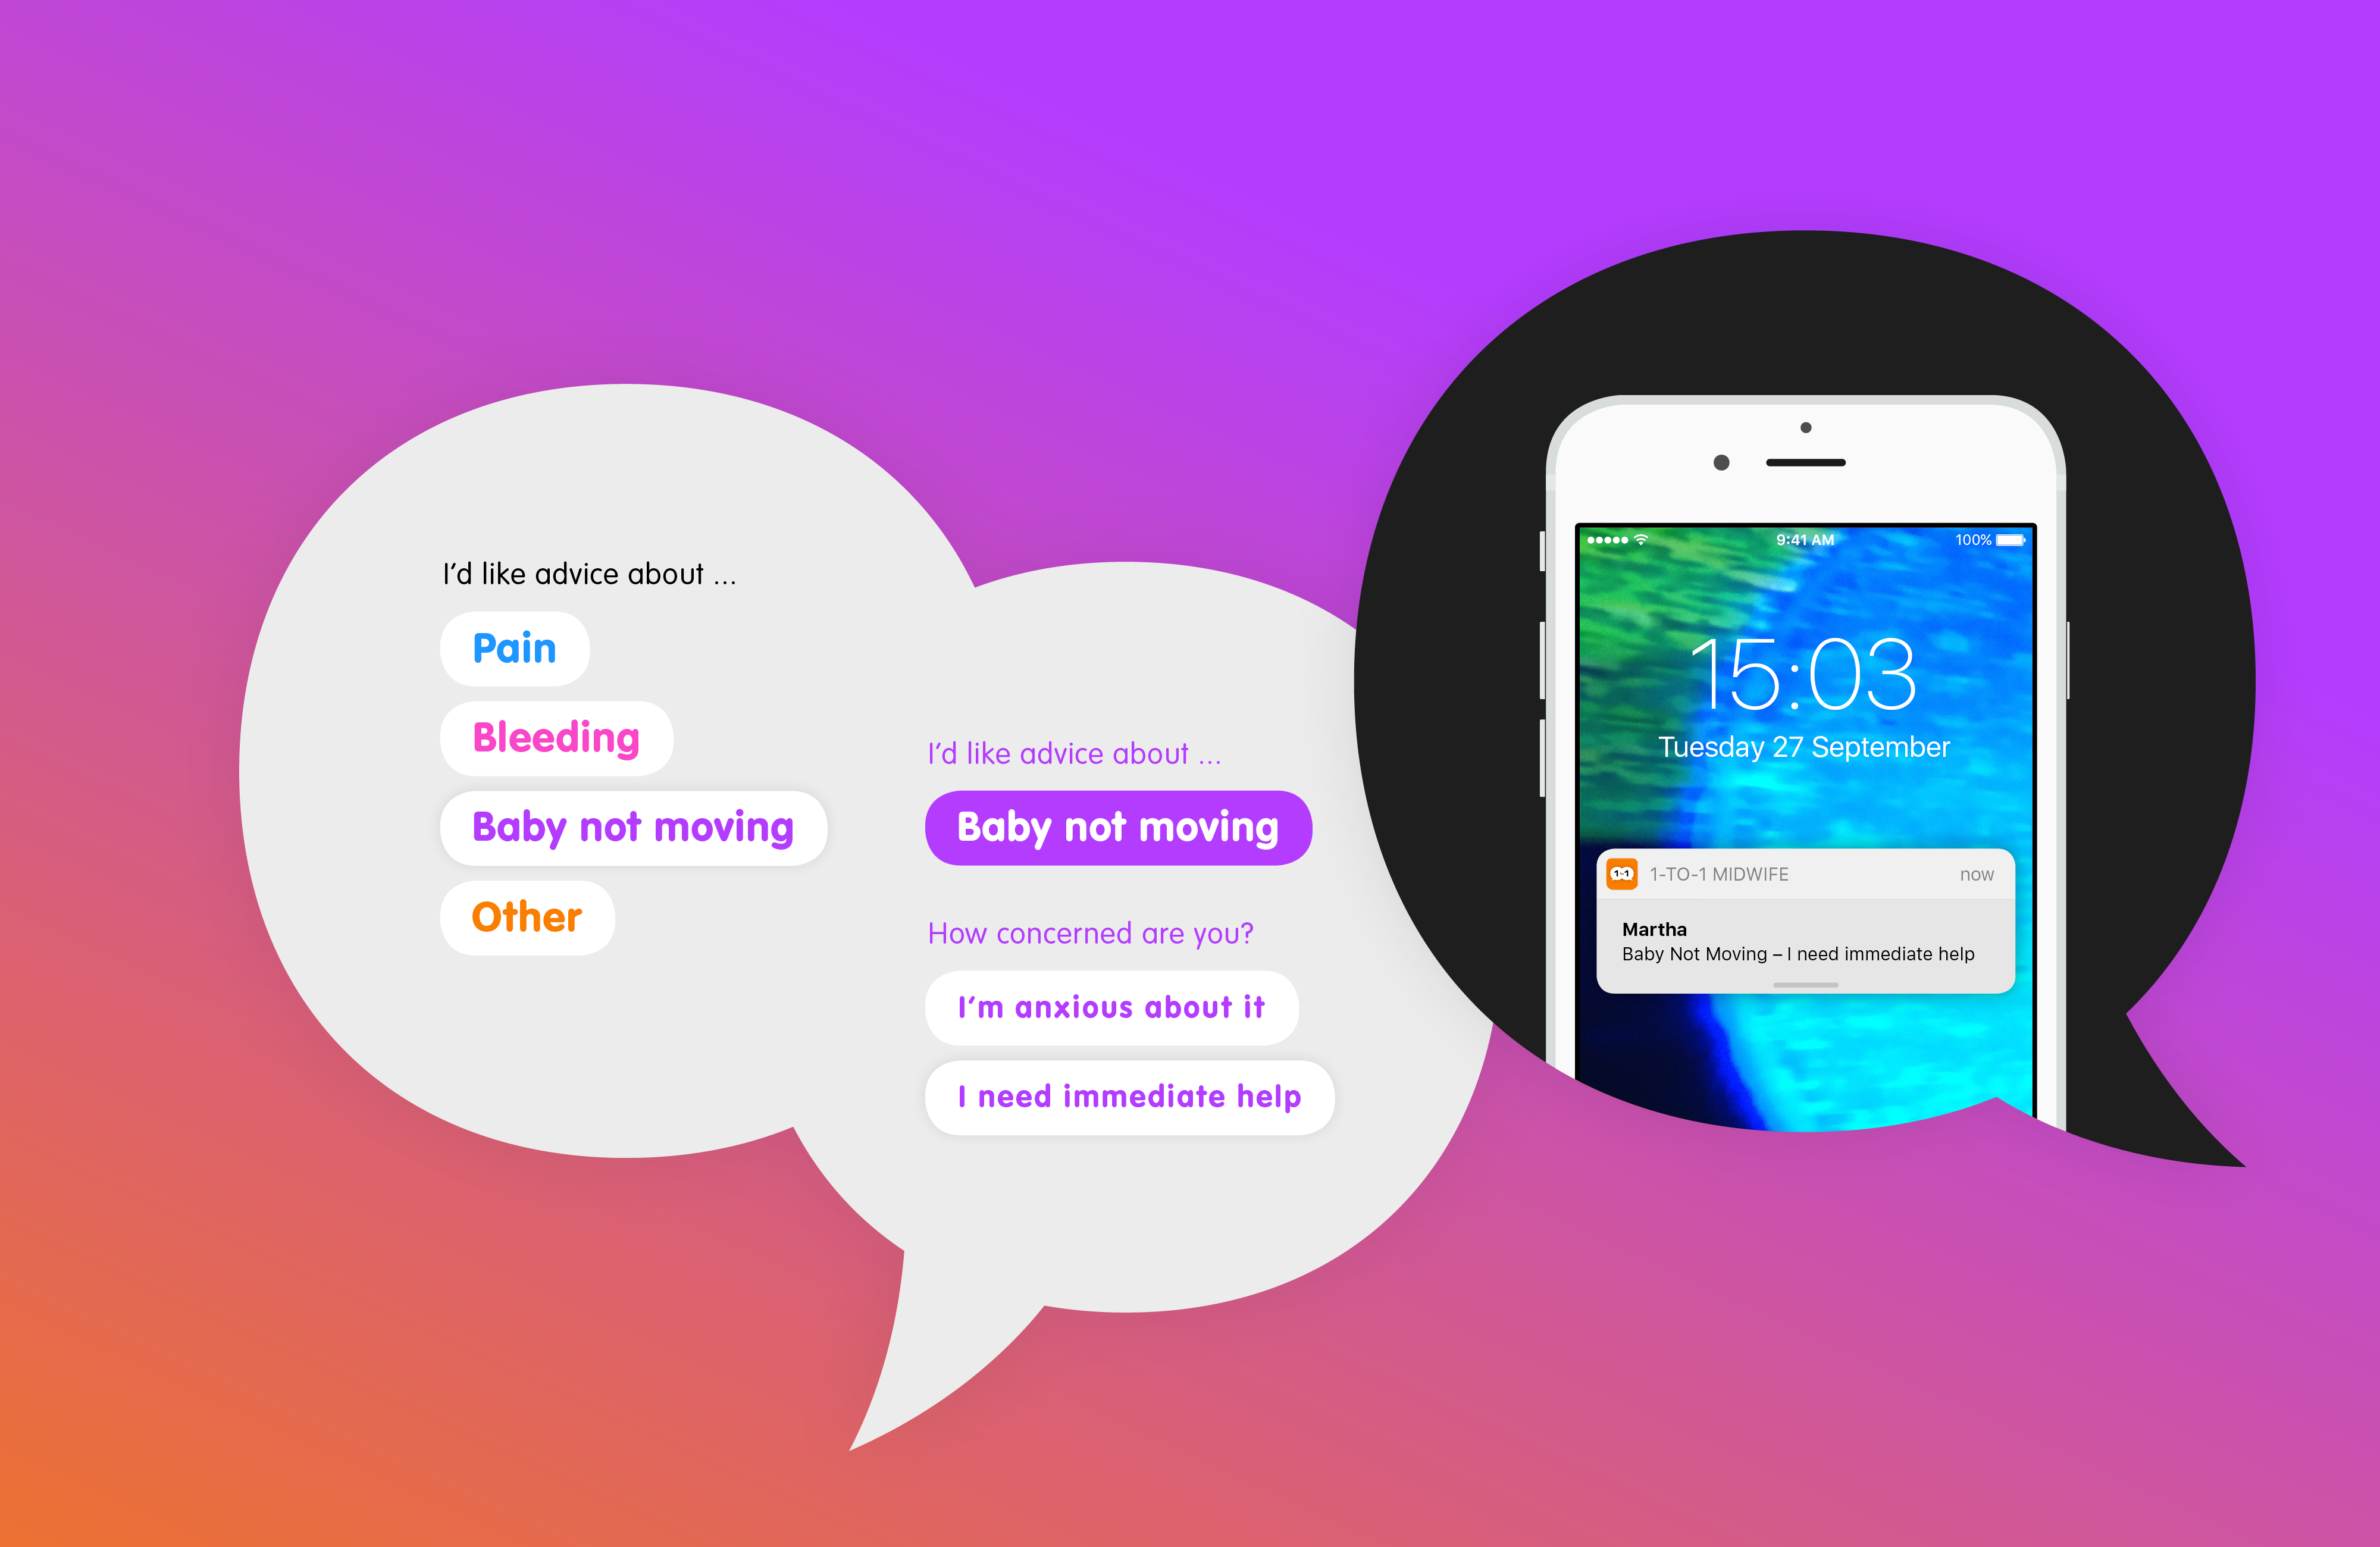 I'd like advice about ...
Pain
Bleeding
Baby not moving
Other
I'd like advice about ...
Baby not moving
How concerned are you?
I'm anxious about it
I need immediate help
9:41 AM
100%
15:03
Tuesday 27 September
1-TO-1 MIDWIFE
now
Martha
Baby Not Moving – I need immediate help